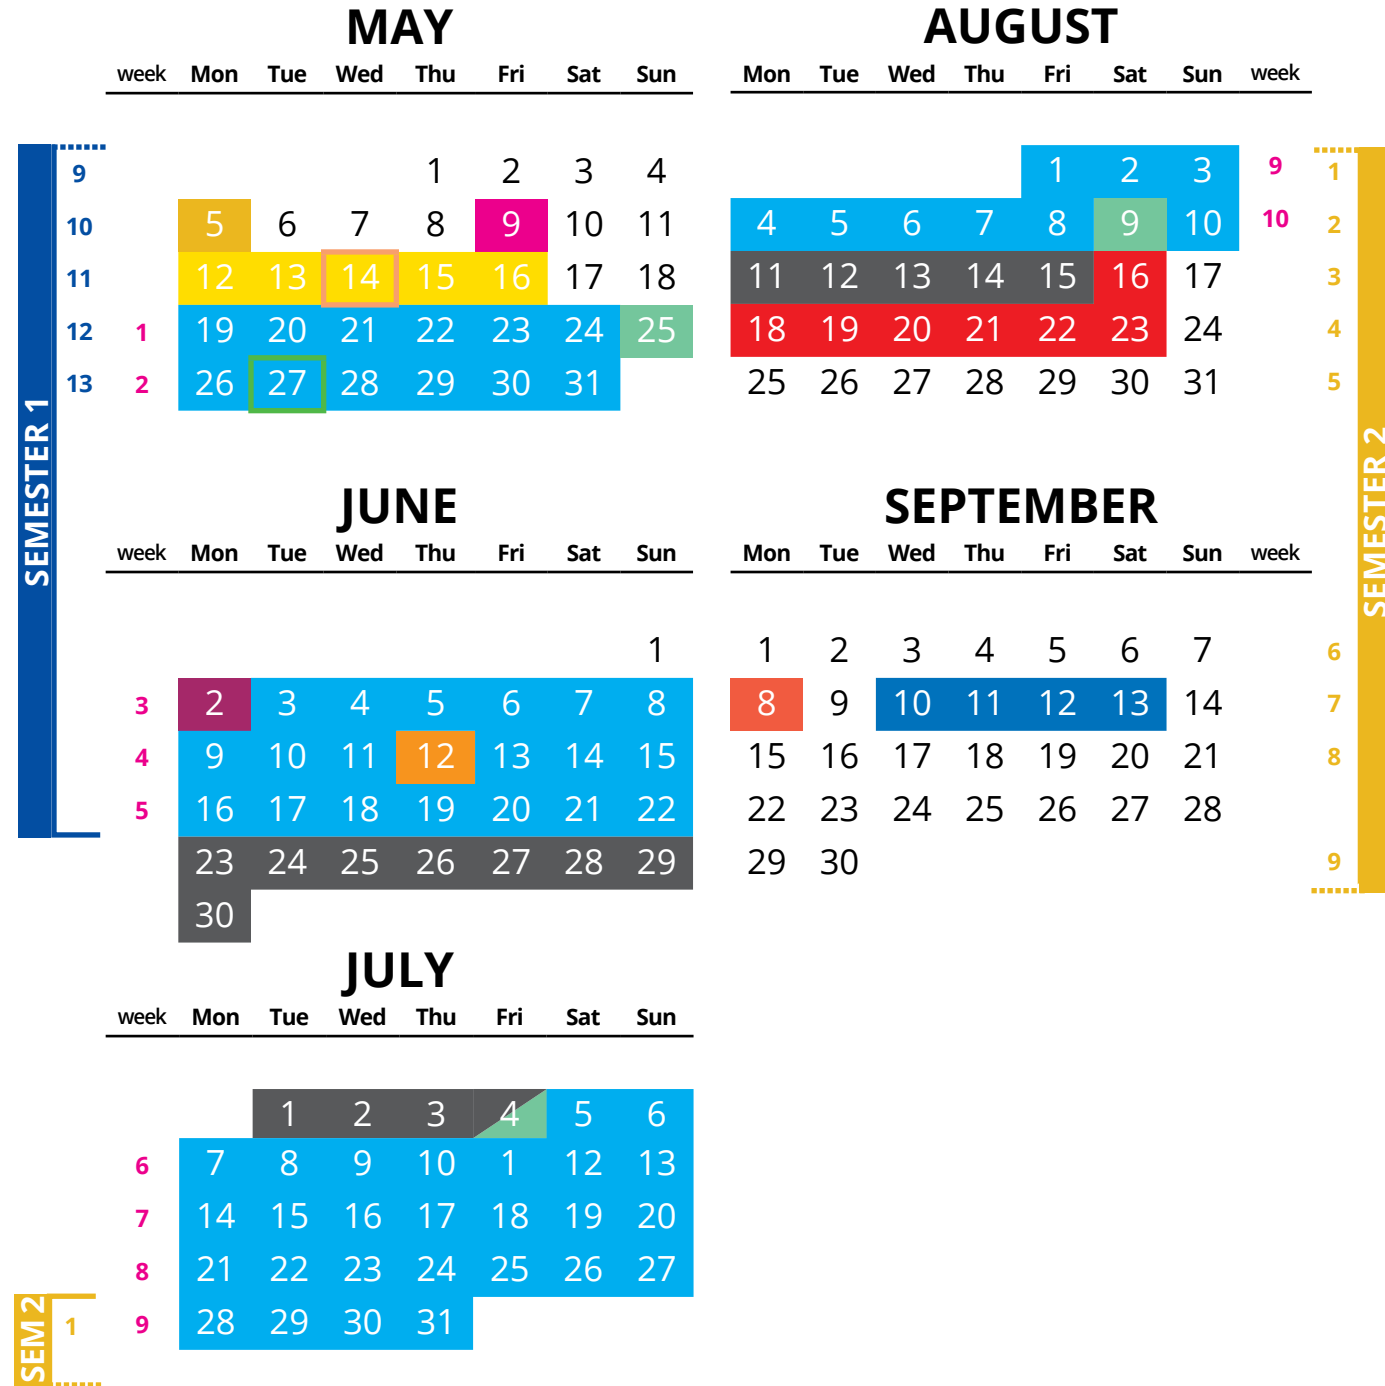 MAY
week Mon Tue Wed Thu Fri Sat Sun
9 1 2 3 4
10 5 6 7 8 9 10 11
11 12 13 14 15 16 17 18
12 1 19 20 21 22 23 24 25
13 2 26 27 28 29 30 31
SEMESTER 1
JUNE
week Mon Tue Wed Thu Fri Sat Sun
1
3 2 3 4 5 6 7 8
4 9 10 11 12 13 14 15
5 16 17 18 19 20 21 22
23 24 25 26 27 28 29
30
JULY
week Mon Tue Wed Thu Fri Sat Sun
1 2 3 4 5 6
6 7 8 9 10 1 12 13
7 14 15 16 17 18 19 20
8 21 22 23 24 25 26 27
1 9 28 29 30 31
SEM 2
AUGUST
Mon Tue Wed Thu Fri Sat Sun week
1 2 3 9 1
4 5 6 7 8 9 10 10 2
11 12 13 14 15 16 17 3
18 19 20 21 22 23 24 4
25 26 27 28 29 30 31 5
SEMESTER 2
SEPTEMBER
Mon Tue Wed Thu Fri Sat Sun week
1 2 3 4 5 6 7 6
8 9 10 11 12 13 14 7
15 16 17 18 19 20 21 8
22 23 24 25 26 27 28
29 30 9